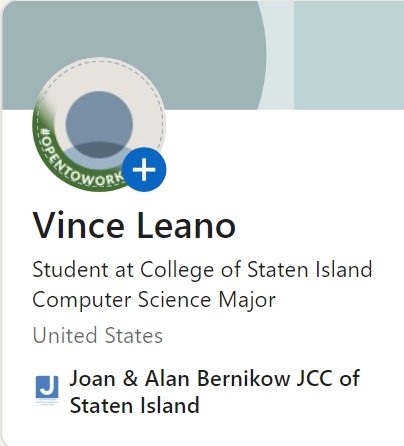 #OPENTOWORK
Vince Leano
Student at College of Staten Island
Computer Science Major
United States
J
Joan & Alan Bernikow JCC of
Staten Island